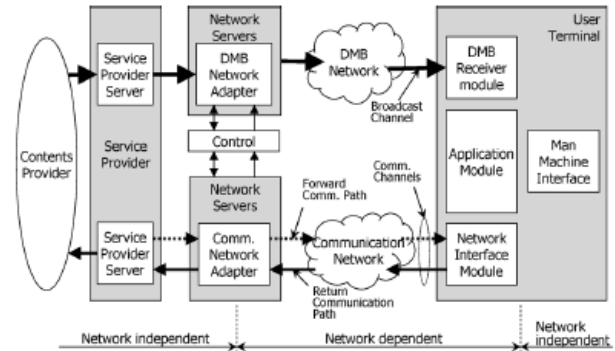 Network
Servers
User
Terminal
Service
Provider
Server
DMB
Network
Adapter
DMB
Network
DMB
Receiver
module
Broadcast
Channel
Contents
Provider
Service
Provider
Control
Application
Module
Man
Machine
Interface
Network
Servers
Forward
Comm. Path
Comm.
Channels
Service
Provider
Server
Comm.
Network
Adapter
Communication
Network
Network
Interface
Module
Return
Communication
Path
Network independent
Network dependent
Network
independent